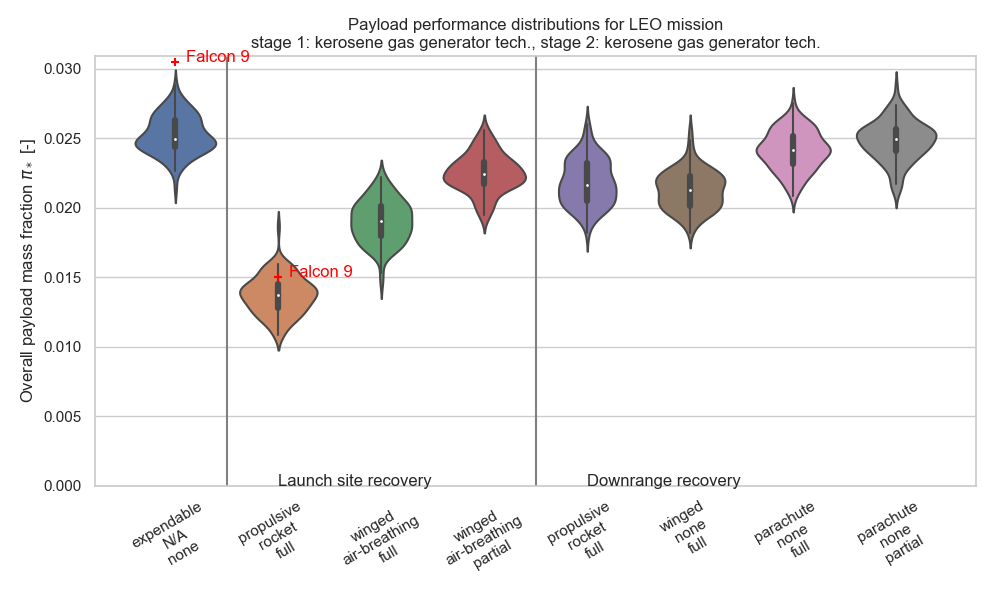 Payload performance distributions for LEO mission
stage 1: kerosene gas generator tech., stage 2: kerosene gas generator tech.
Overall payload mass fraction π* [-]
0.030
0.025
0.020
0.015
0.010
0.005
0.000
Falcon 9
Falcon 9
Launch site recovery
Downrange recovery
expendable
N/A
none
propulsive
rocket
full
winged
air-breathing
full
winged
air-breathing
partial
propulsive
rocket
full
winged
none
full
parachute
none
full
parachute
none
partial